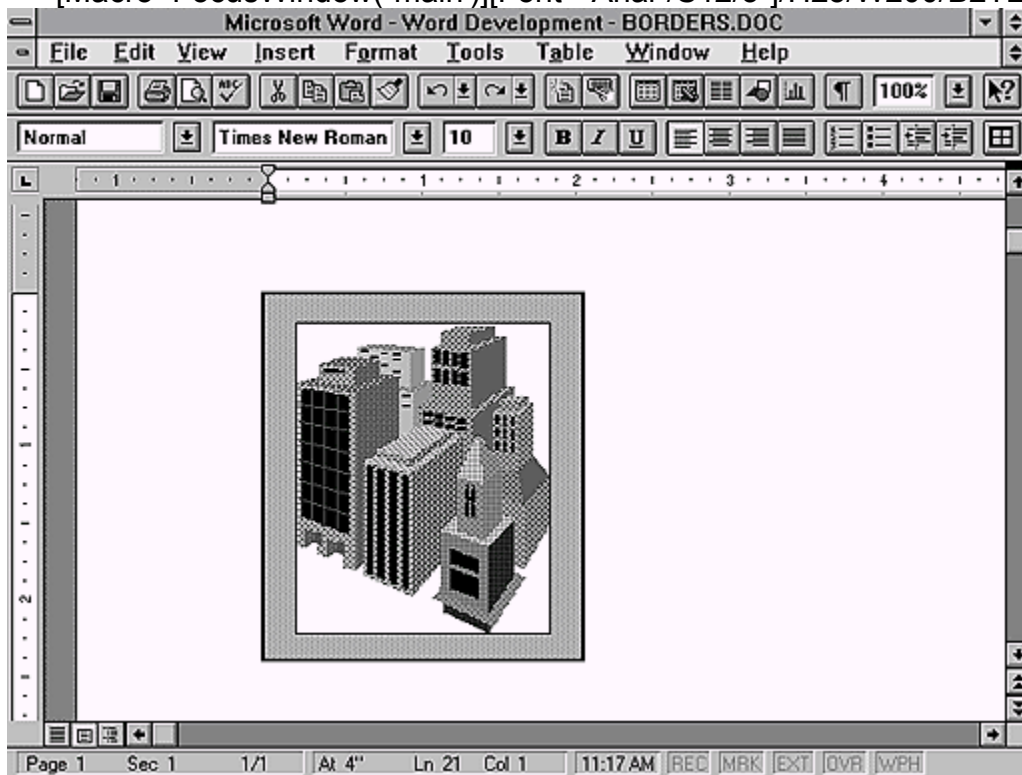 Microsoft Word - Word Development - BORDERS.DOC
File Edit View Insert Format Tools Table Window Help
ABC 100% ?
Normal Times New Roman 10 B I U
1 1 2 3 4
2
Page 1 Sec 1 1/1 At 4" Ln 21 Col 1 11:17 AM REC MRK EXT OVR WPH